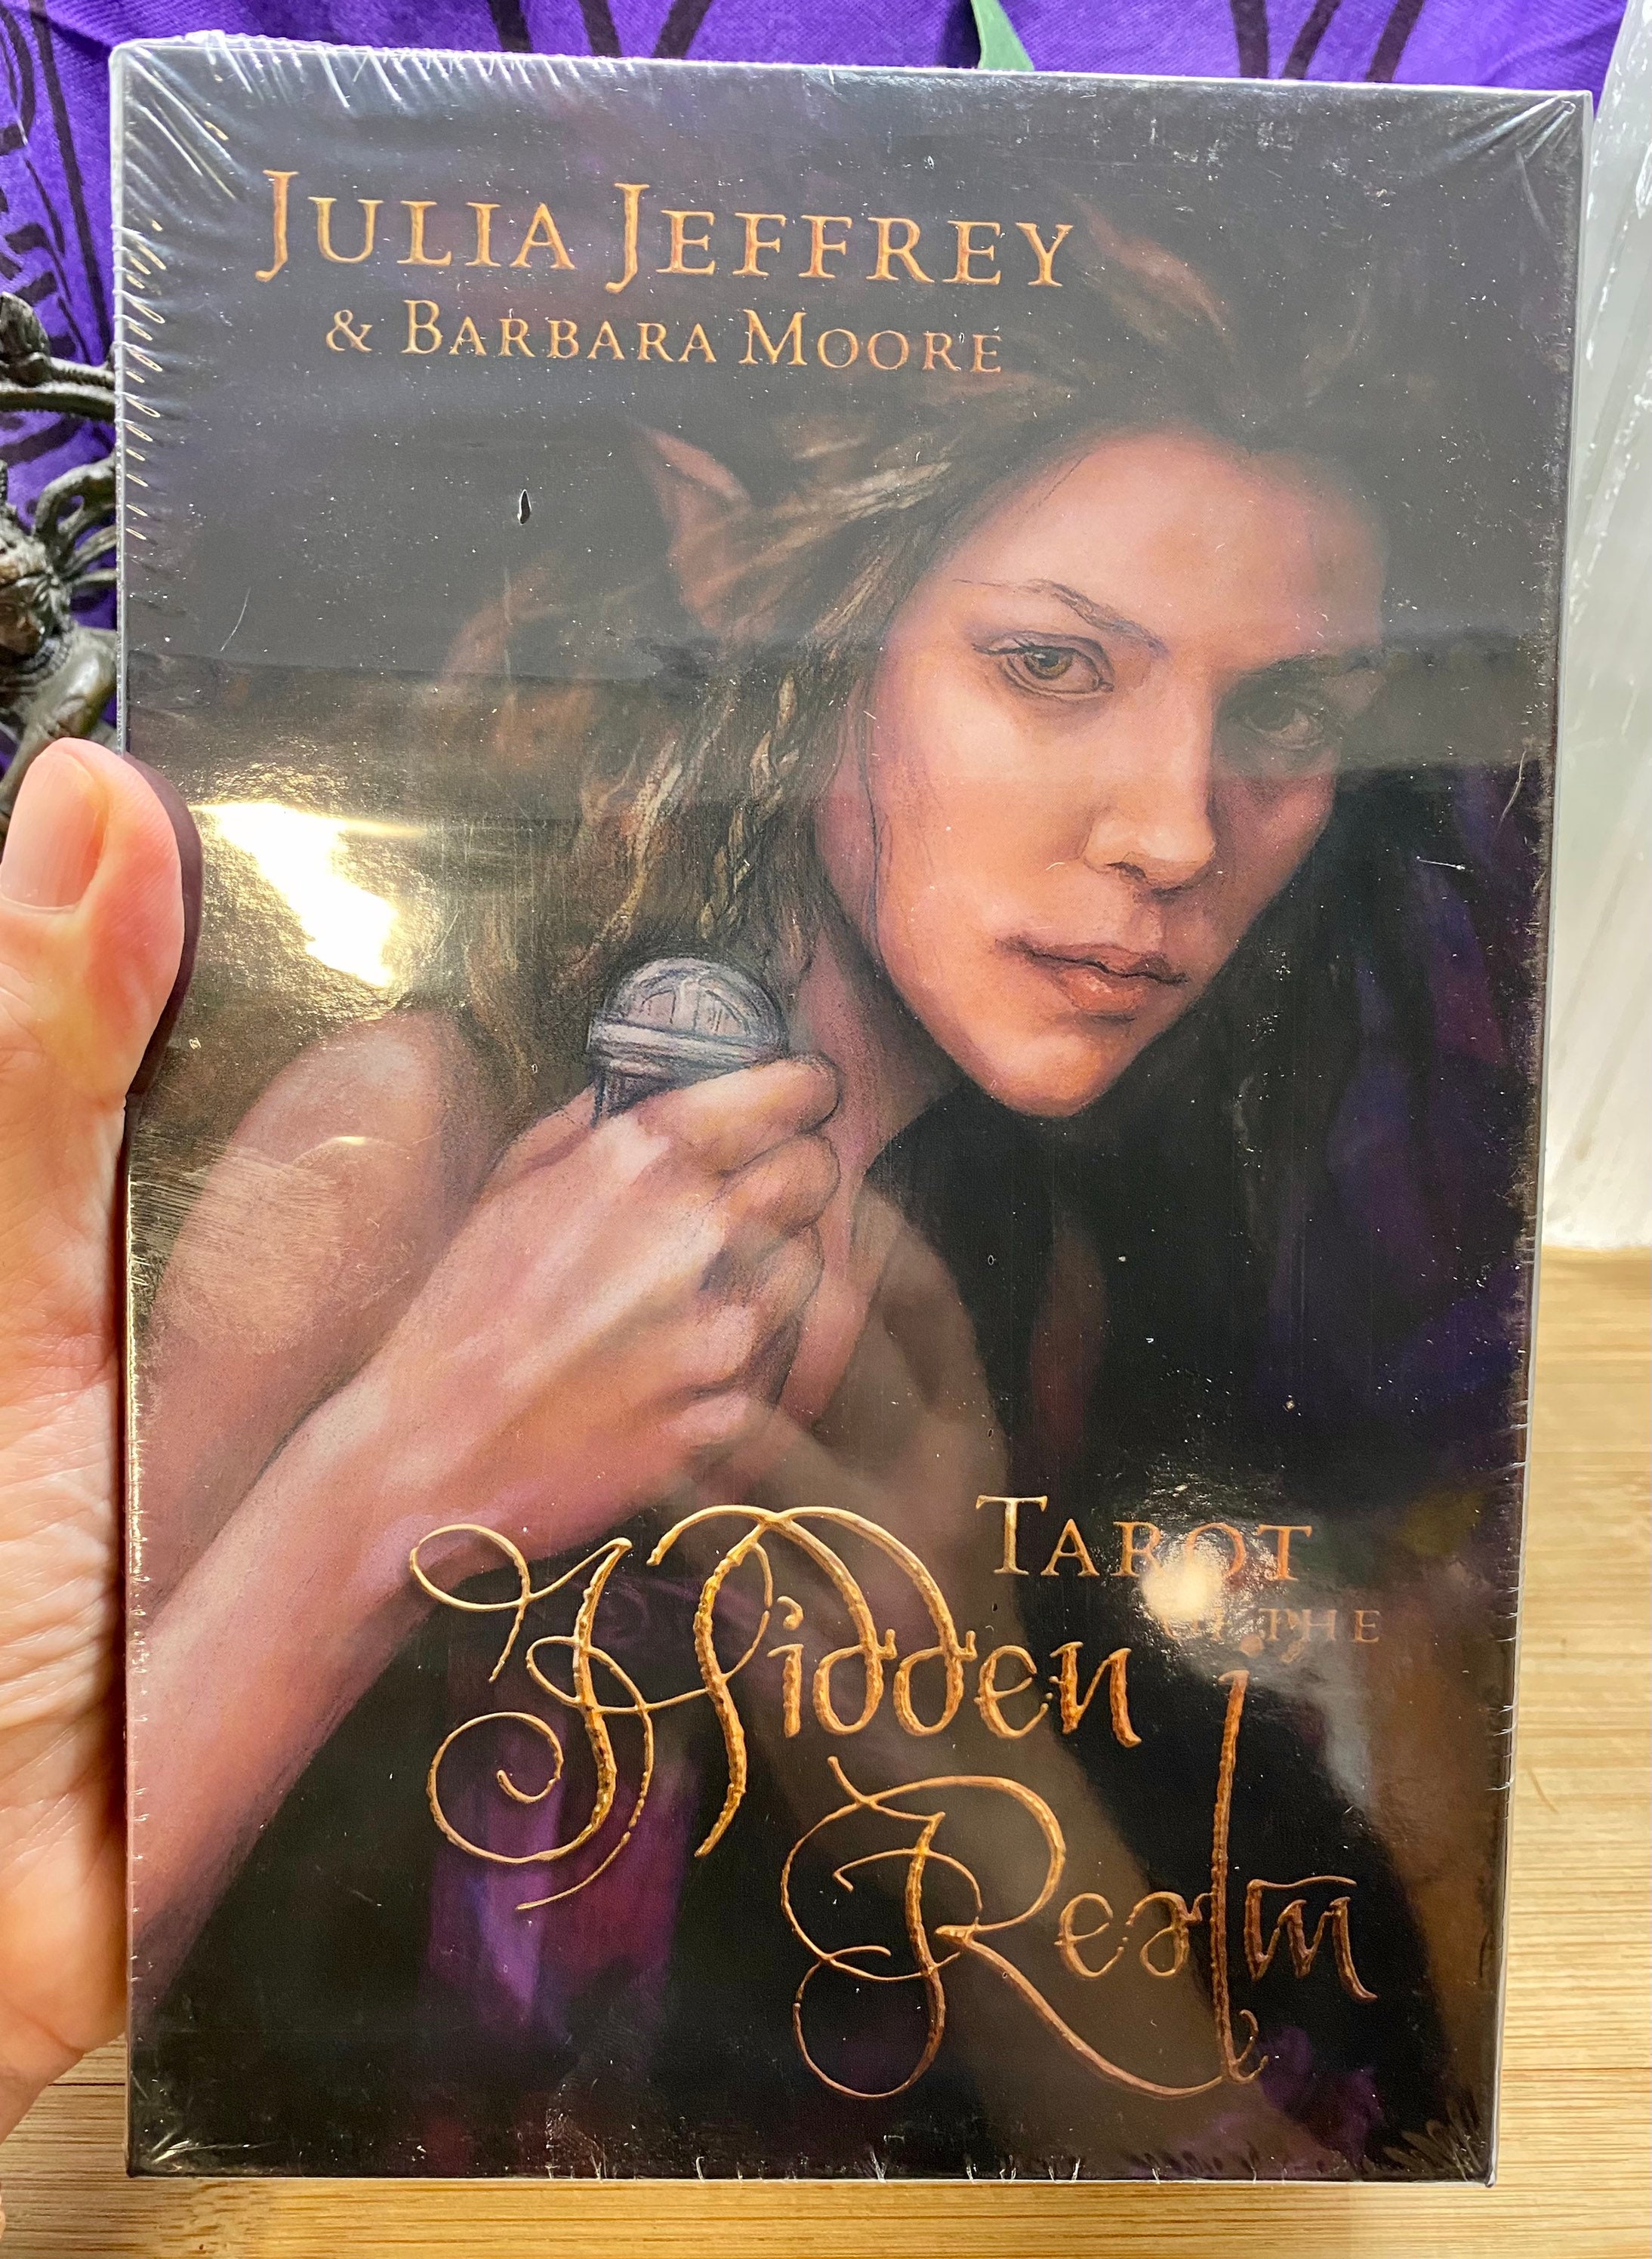 JULIA JEFFREY
& BARBARA MOORE
TAROT
OF THE
Hidden
Realm